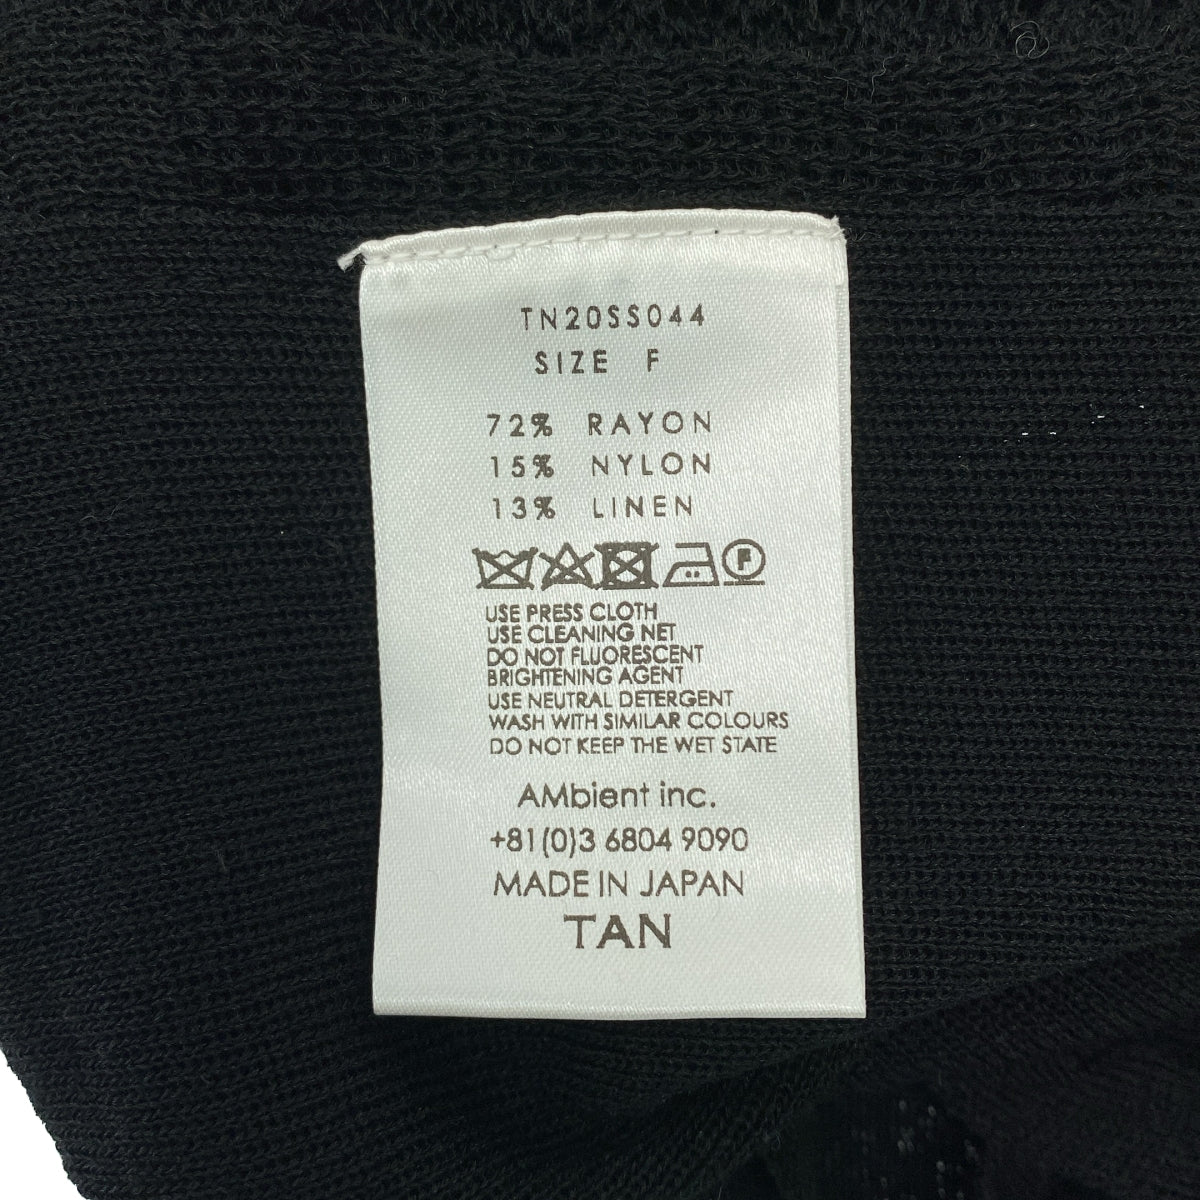 TN20SS044
SIZE F
72% RAYON
15% NYLON
13% LINEN
F
USE PRESS CLOTH
USE CLEANING NET
DO NOT FLUORESCENT
BRIGHTENING AGENT
USE NEUTRAL DETERGENT
WASH WITH SIMILAR COLOURS
DO NOT KEEP THE WET STATE
AMbient inc.
+81(0)3 6804 9090
MADE IN JAPAN
TAN